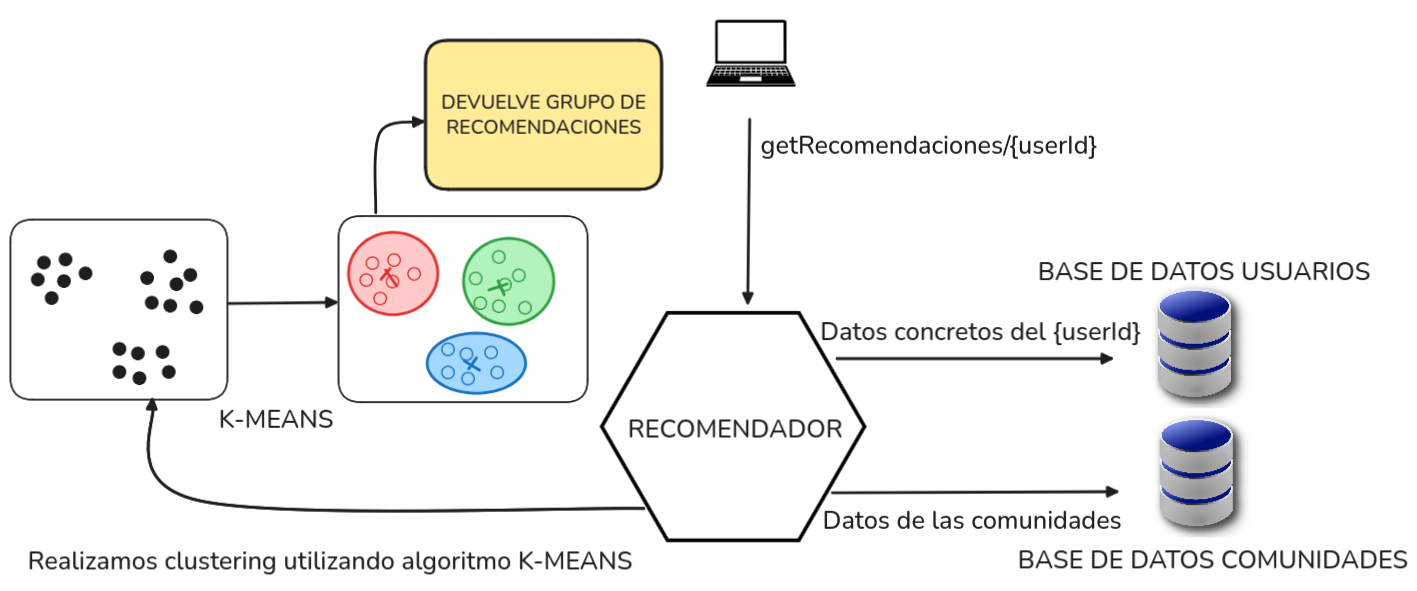 DEVUELVE GRUPO DE
RECOMENDACIONES
getRecomendaciones/{userId}
BASE DE DATOS USUARIOS
Datos concretos del {userId}
K-MEANS
RECOMENDADOR
Datos de las comunidades
Realizamos clustering utilizando algoritmo K-MEANS
BASE DE DATOS COMUNIDADES